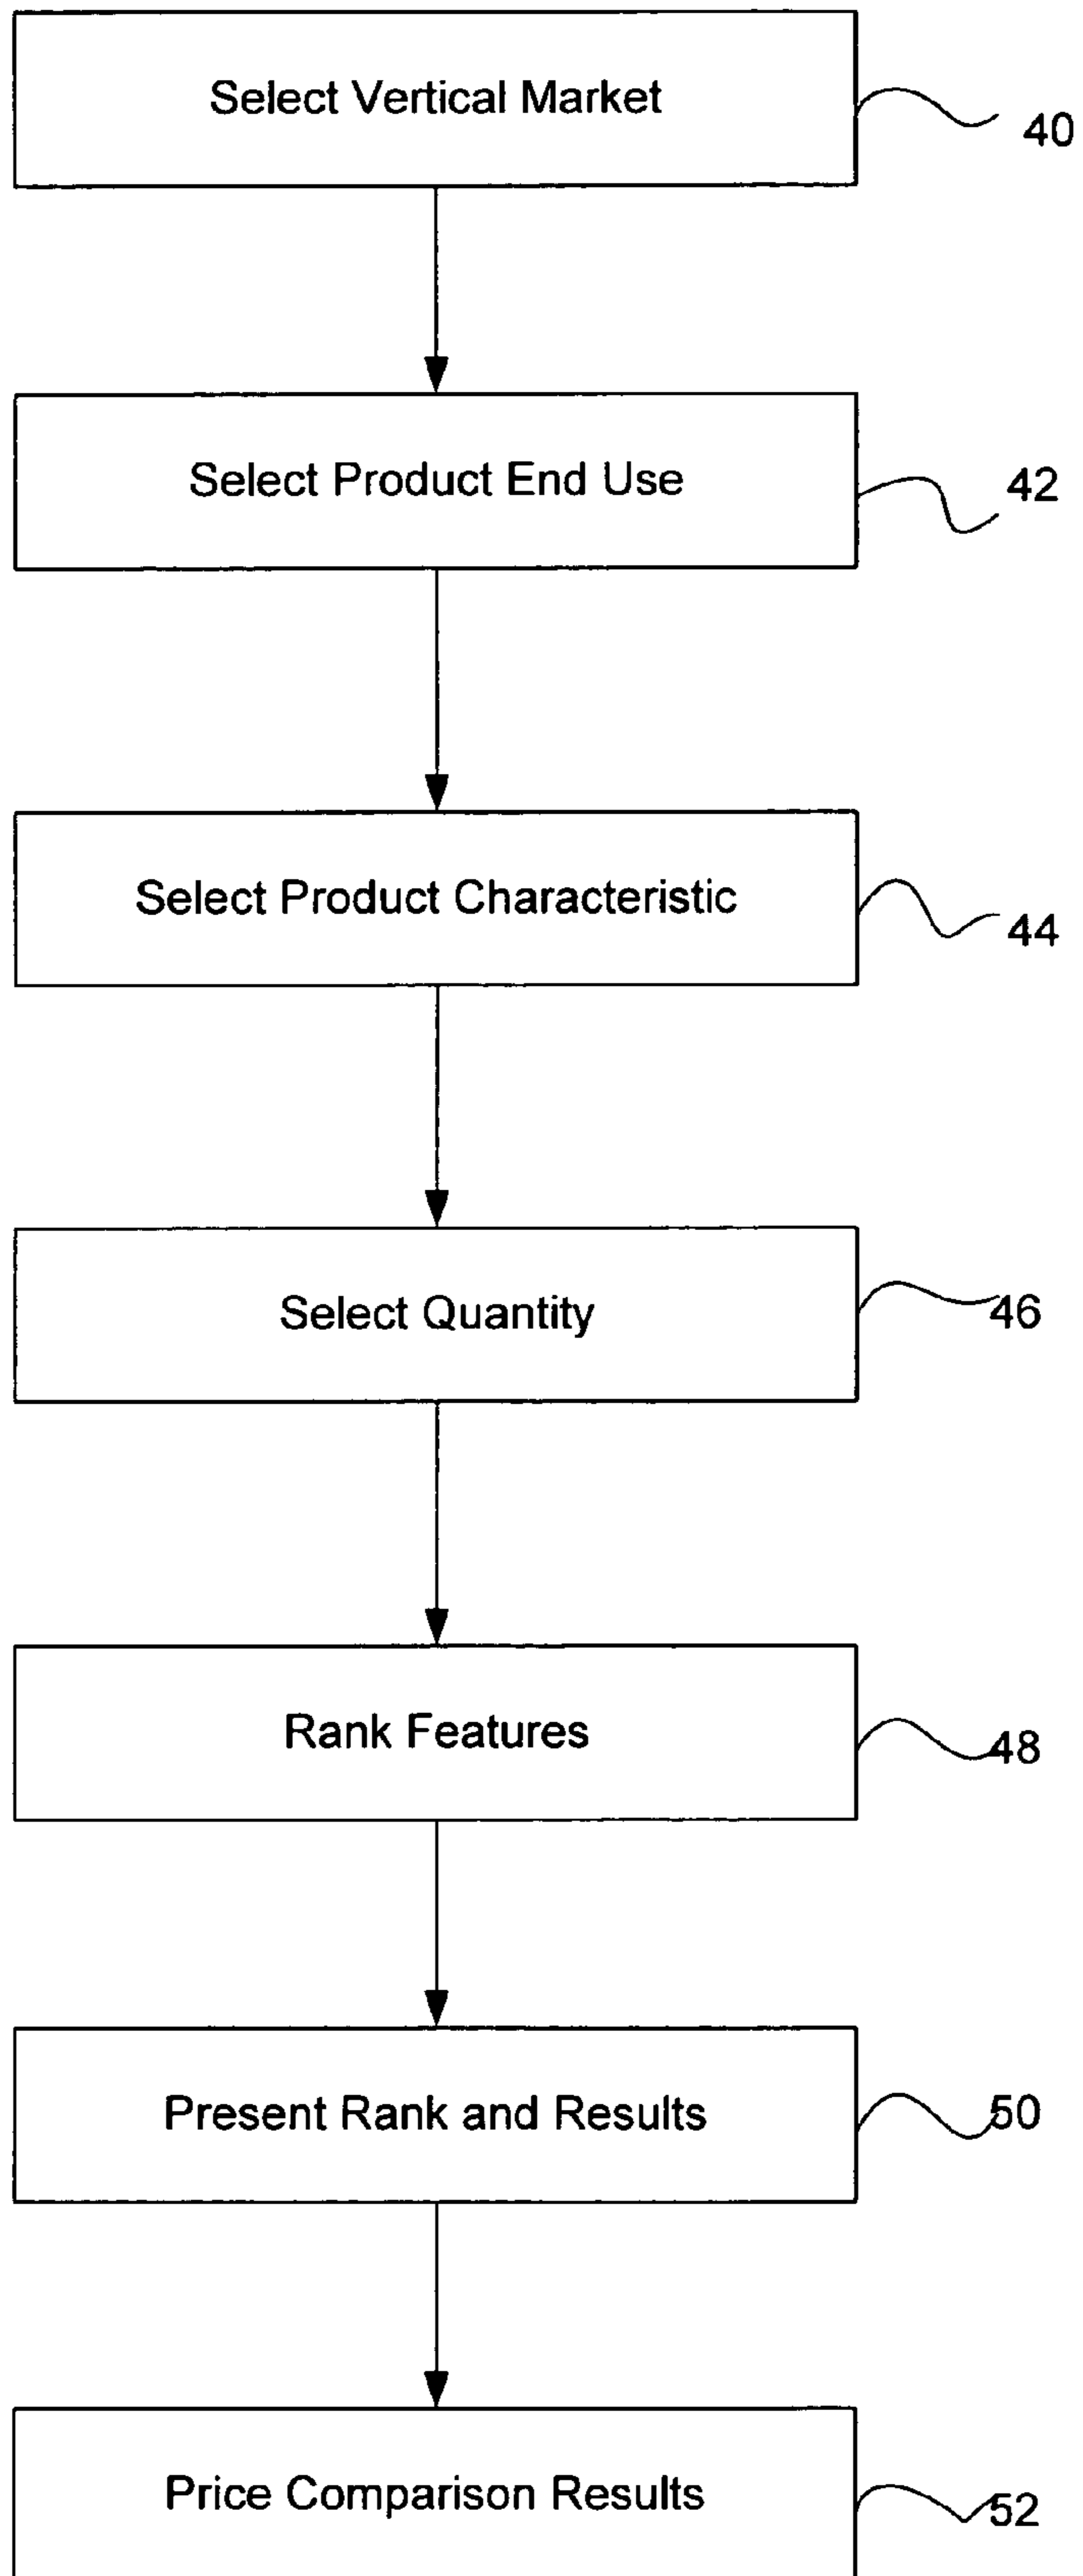 Select Vertical Market
40
Select Product End Use
42
Select Product Characteristic
44
Select Quantity
46
Rank Features
48
Present Rank and Results
50
Price Comparison Results
52